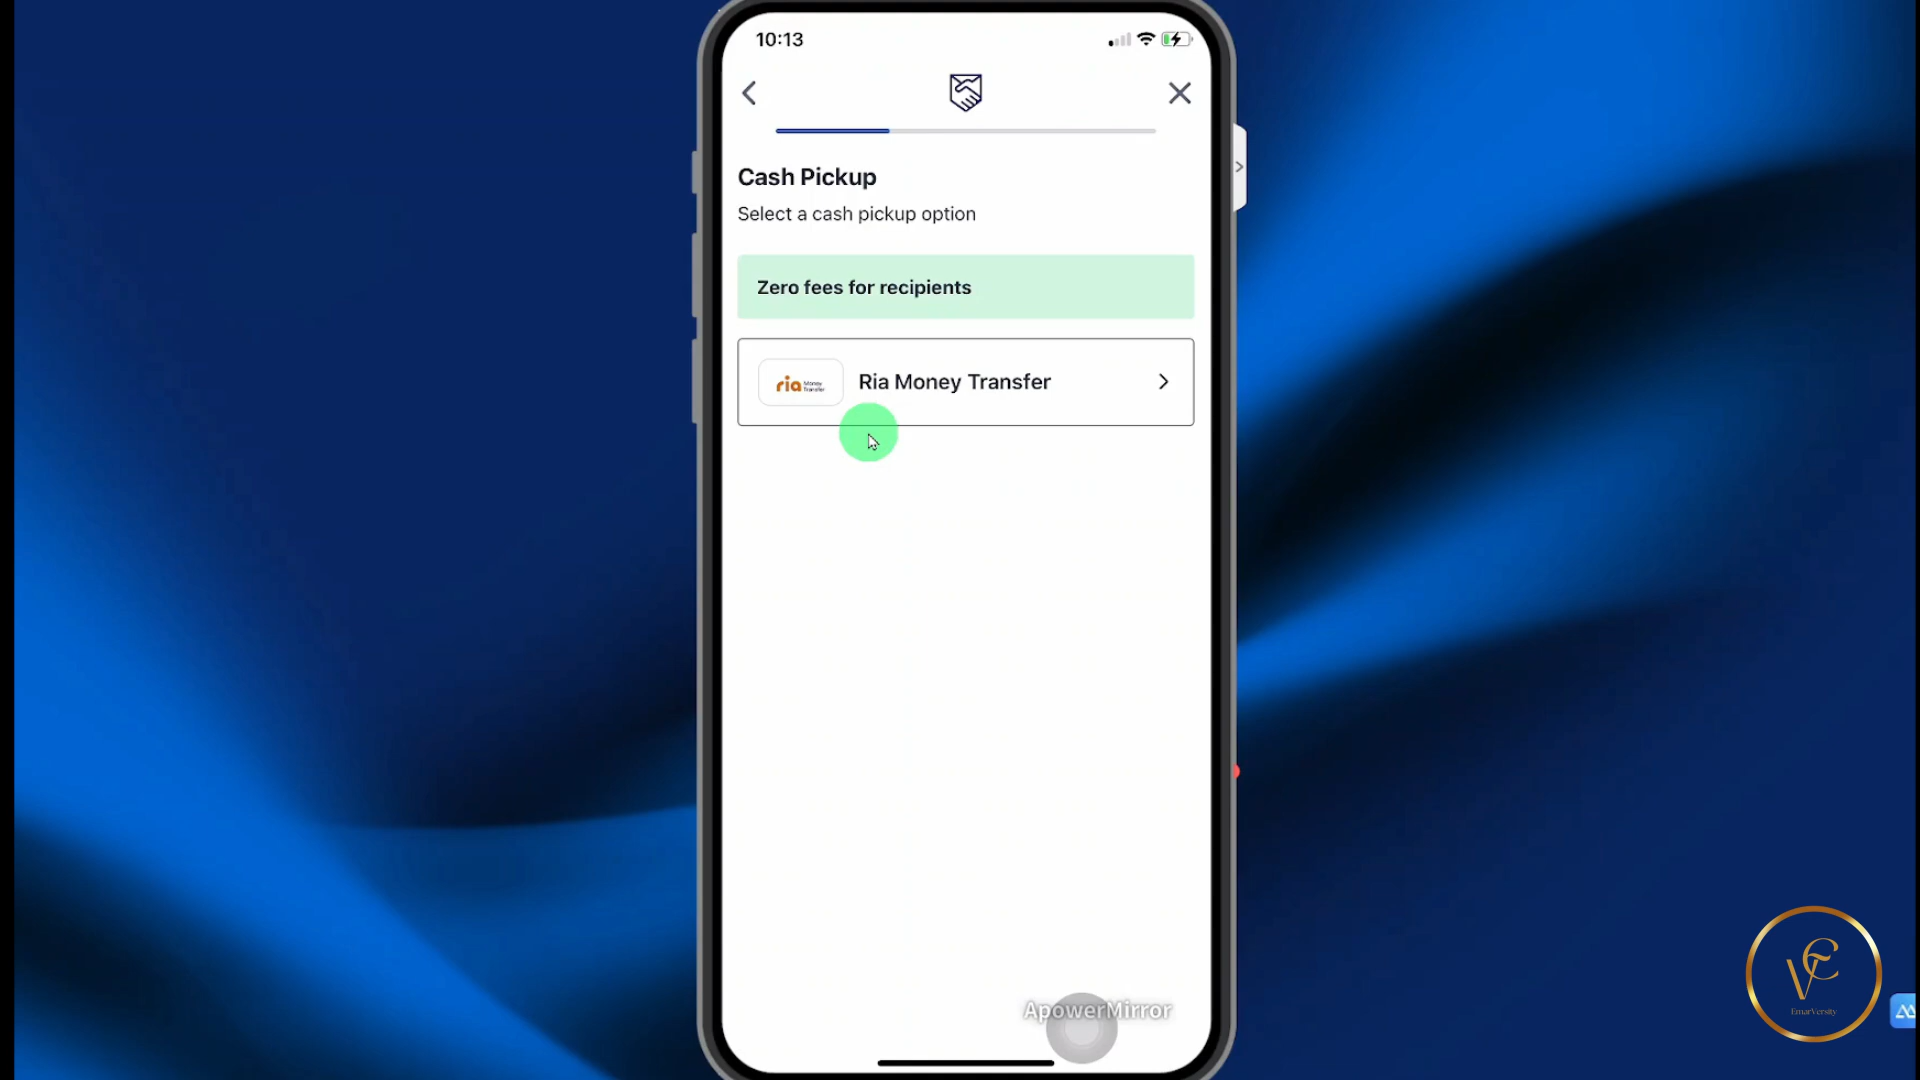 10:13
Cash Pickup
Select a cash pickup option
Zero fees for recipients
ria Money Transfer
Ria Money Transfer
ApowerMirror
EmarVersity